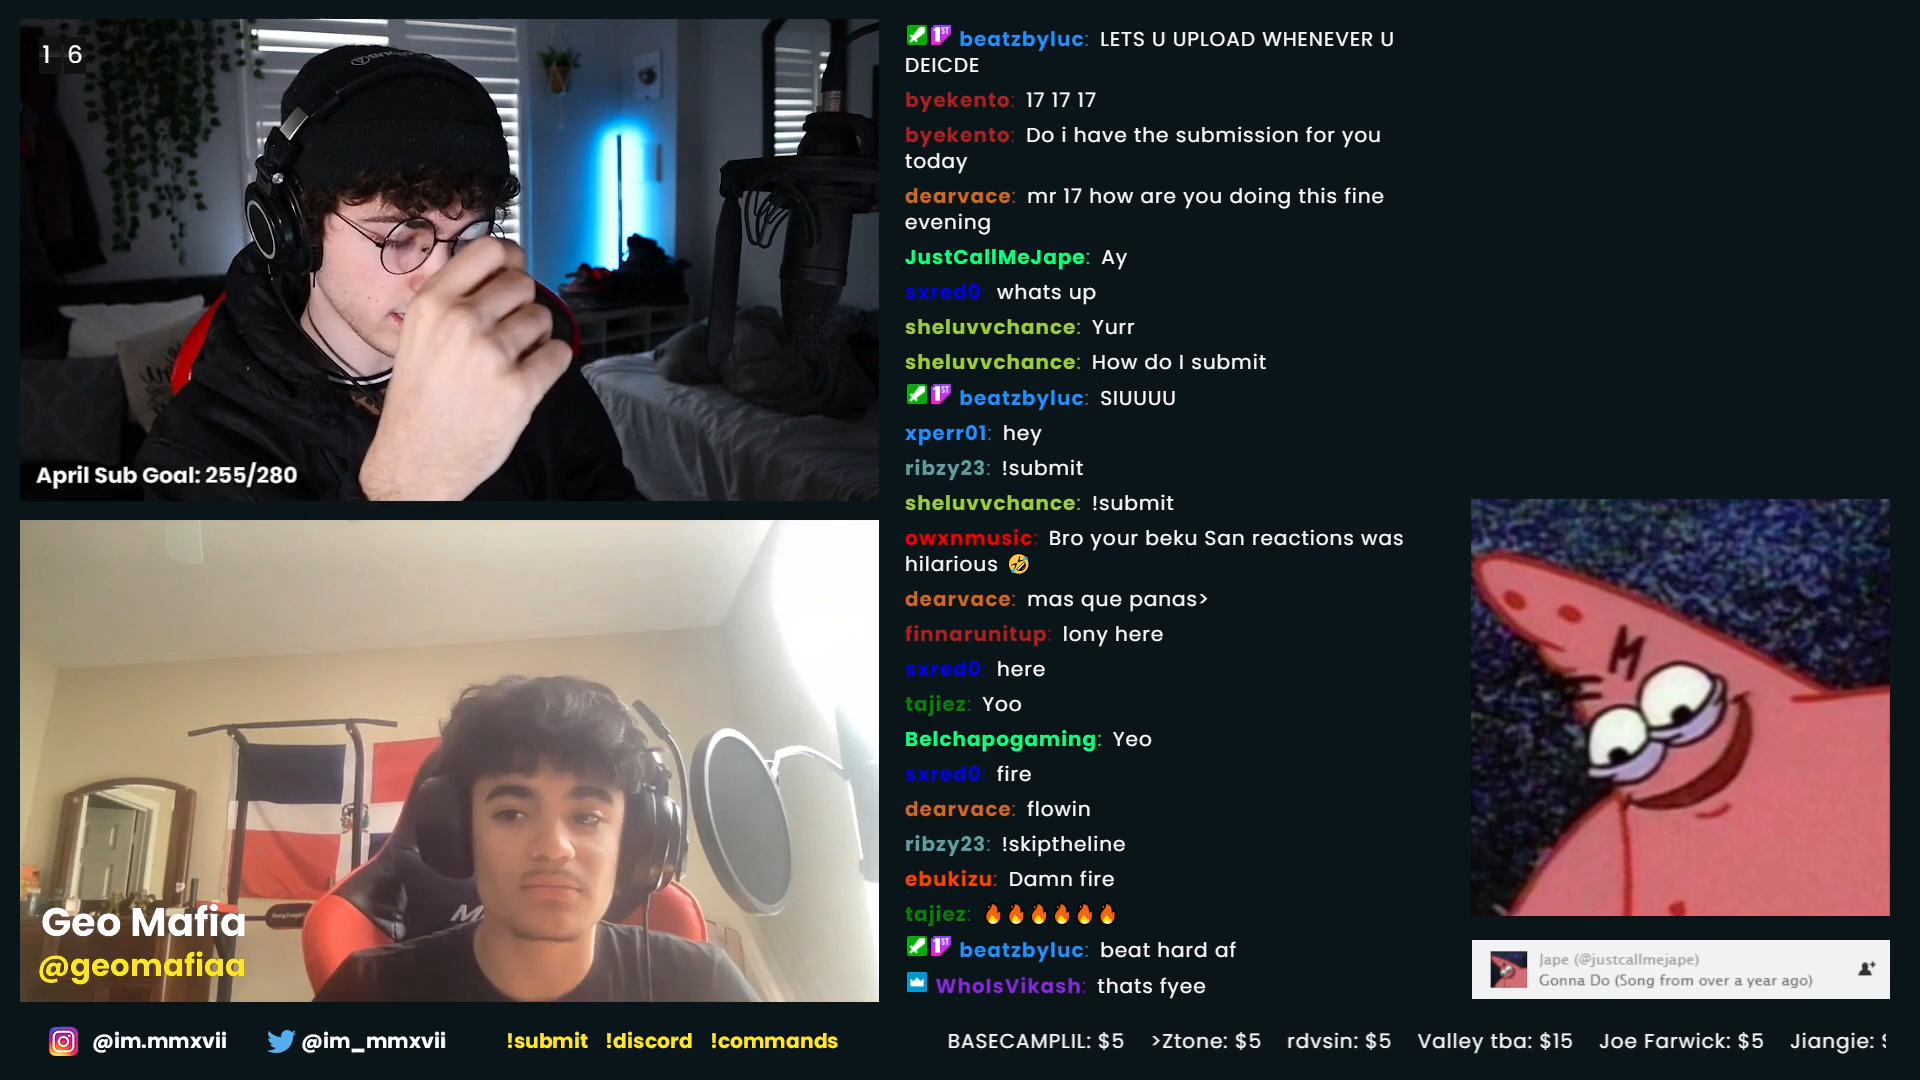 1 6
April Sub Goal: 255/280
Geo Mafia
@geomafiaa
beatzbyluc: LETS U UPLOAD WHENEVER U
DEICDE
byekento: 17 17 17
byekento: Do i have the submission for you
today
dearvace: mr 17 how are you doing this fine
evening
JustCallMeJape: Ay
sxred0: whats up
sheluvvchance: Yurr
sheluvvchance: How do I submit
beatzbyluc: SIUUUU
xperr01: hey
ribzy23: !submit
sheluvvchance: !submit
owxnmusic: Bro your beku San reactions was
hilarious 🤣
dearvace: mas que panas>
finnarunitup: lony here
sxred0: here
tajiez: Yoo
Belchapogaming: Yeo
sxred0: fire
dearvace: flowin
ribzy23: !skiptheline
ebukizu: Damn fire
tajiez: 🔥🔥🔥🔥🔥🔥
beatzbyluc: beat hard af
WhoIsVikash: thats fyee
M
Jape (@justcallmejape)
Gonna Do (Song from over a year ago)
@im.mmxvii @im_mmxvii !submit !discord !commands
BASECAMPLIL: $5 >Ztone: $5 rdvsin: $5 Valley tba: $15 Joe Farwick: $5 Jiangie: